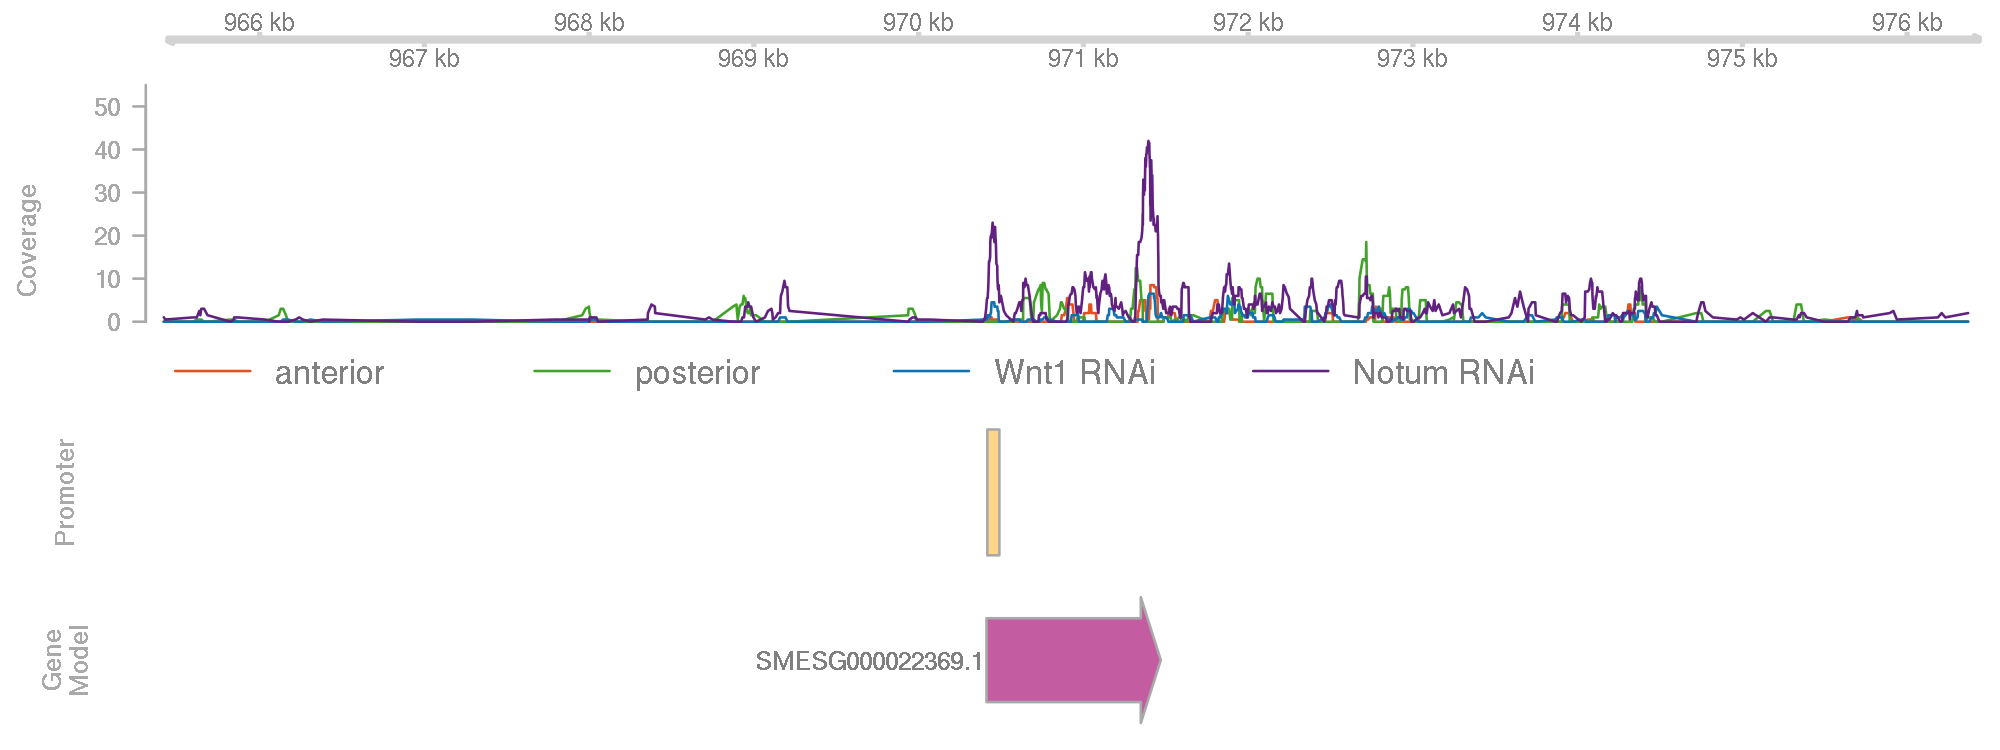 966 kb 968 kb 970 kb 972 kb 974 kb 976 kb
967 kb 969 kb 971 kb 973 kb 975 kb
Coverage
50
40
30
20
10
0
anterior posterior Wnt1 RNAi Notum RNAi
Promoter
Gene
Model
SMESG000022369.1